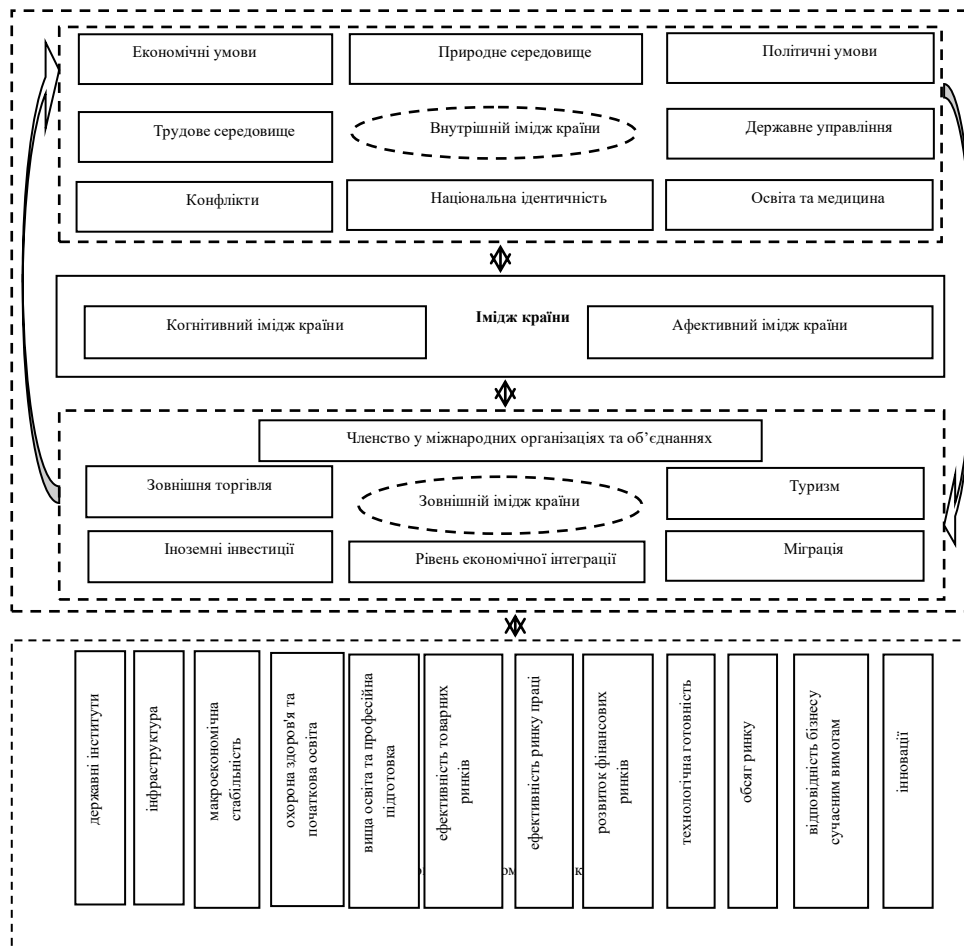 Економічні умови
Природне середовище
Політичні умови
Трудове середовище
Внутрішній імідж країни
Державне управління
Конфлікти
Національна ідентичність
Освіта та медицина
Імідж країни
Когнітивний імідж країни
Афективний імідж країни
Членство у міжнародних організаціях та об’єднаннях
Зовнішня торгівля
Зовнішній імідж країни
Туризм
Іноземні інвестиції
Рівень економічної інтеграції
Міграція
державні інститути
інфраструктура
макроекономічна
стабільність
охорона здоров'я та
початкова освіта
вища освіта та професійна
підготовка
ефективність товарних
ринків
ефективність ринку праці
розвиток фінансових
ринків
технологічна готовність
обсяг ринку
відповідність бізнесу
сучасним вимогам
інновації